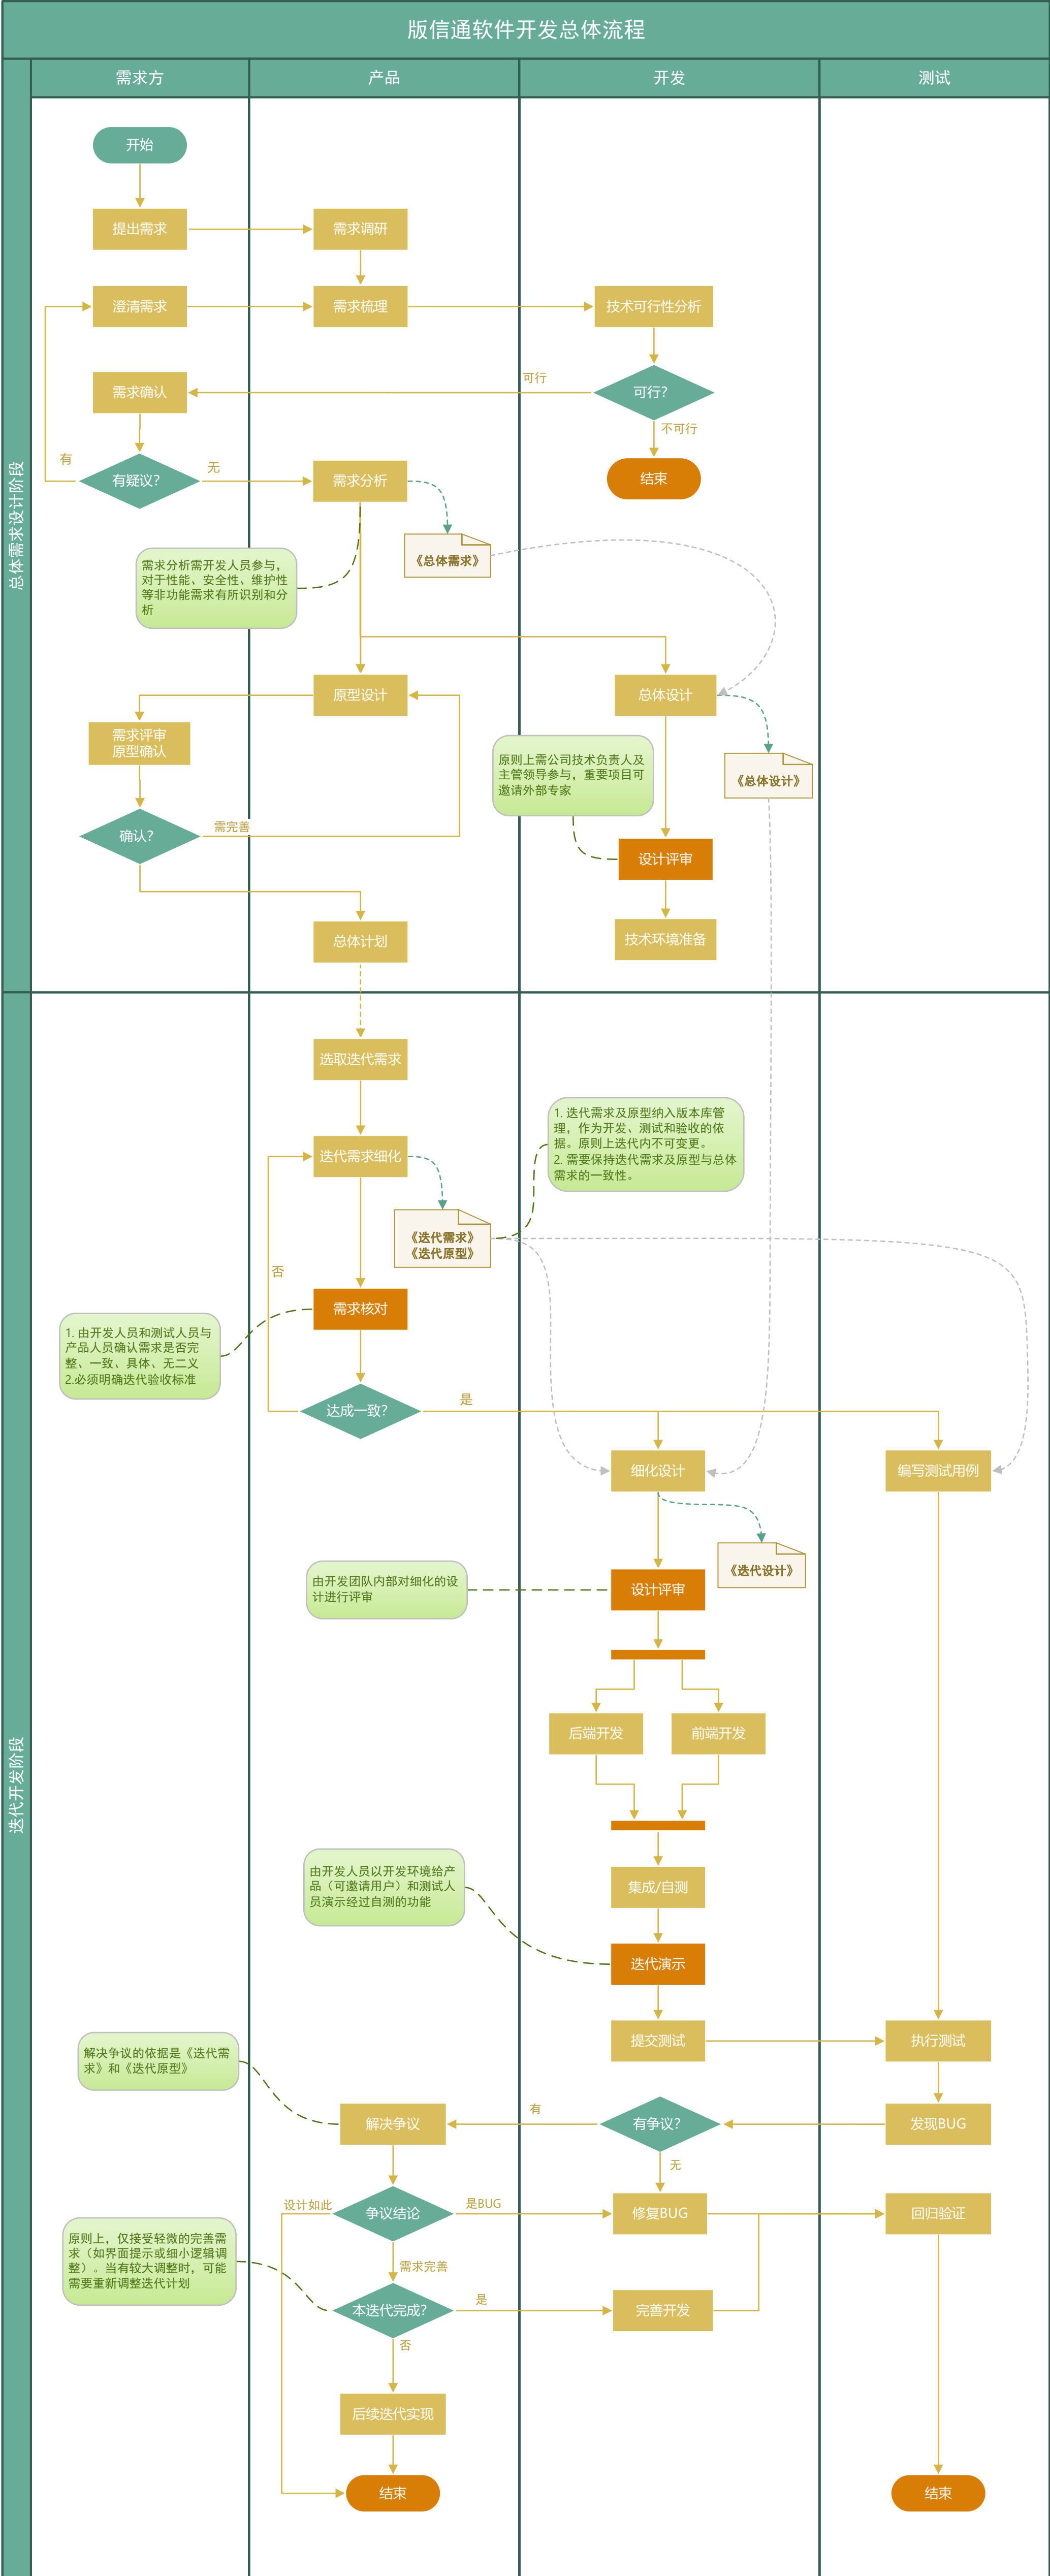 版信通软件开发总体流程
需求方
产品
开发
测试
总体需求设计阶段
开始
提出需求
需求调研
澄清需求
需求梳理
技术可行性分析
需求确认
可行
可行?
不可行
有
有疑议?
无
需求分析
结束
《总体需求》
需求分析需开发人员参与，
对于性能、安全性、维护性
等非功能需求有所识别和分
析
原型设计
总体设计
需求评审
原型确认
原则上需公司技术负责人及
主管领导参与，重要项目可
邀请外部专家
《总体设计》
确认?
需完善
设计评审
总体计划
技术环境准备
迭代开发阶段
选取迭代需求
迭代需求细化
1. 迭代需求及原型纳入版本库管
理，作为开发、测试和验收的依
据。原则上迭代内不可变更。
2. 需要保持迭代需求及原型与总体
需求的一致性。
《迭代需求》
《迭代原型》
否
需求核对
1. 由开发人员和测试人员与
产品人员确认需求是否完
整、一致、具体、无二义
2.必须明确迭代验收标准
达成一致?
是
细化设计
编写测试用例
《迭代设计》
由开发团队内部对细化的设
计进行评审
设计评审
后端开发
前端开发
由开发人员以开发环境给产
品（可邀请用户）和测试人
员演示经过自测的功能
集成/自测
迭代演示
提交测试
执行测试
解决争议的依据是《迭代需
求》和《迭代原型》
解决争议
有
有争议?
发现BUG
无
设计如此
争议结论
是BUG
修复BUG
回归验证
原则上，仅接受轻微的完善需
求（如界面提示或细小逻辑调
整）。当有较大调整时，可能
需要重新调整迭代计划
需求完善
本迭代完成?
是
完善开发
否
后续迭代实现
结束
结束